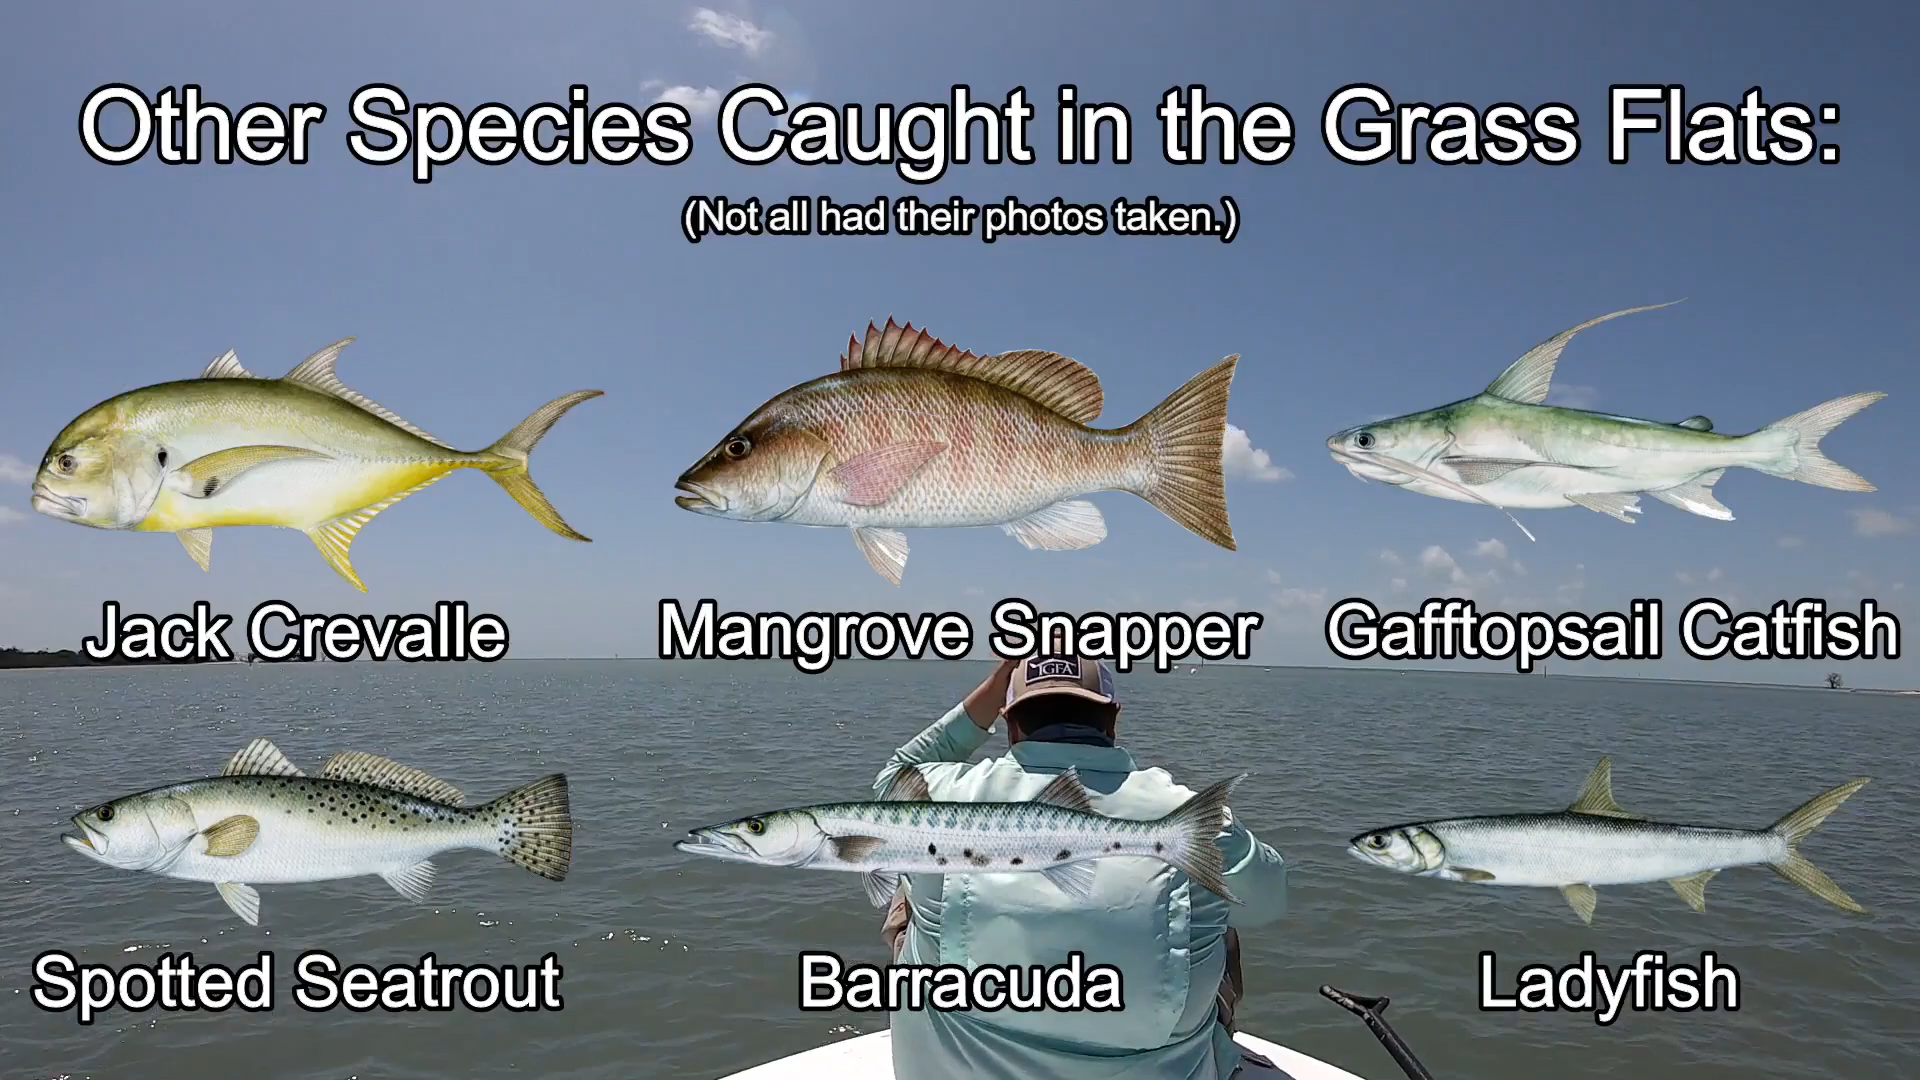 Other Species Caught in the Grass Flats:
(Not all had their photos taken.)
Jack Crevalle
Mangrove Snapper
Gafftopsail Catfish
IGFA
Spotted Seatrout
Barracuda
Ladyfish